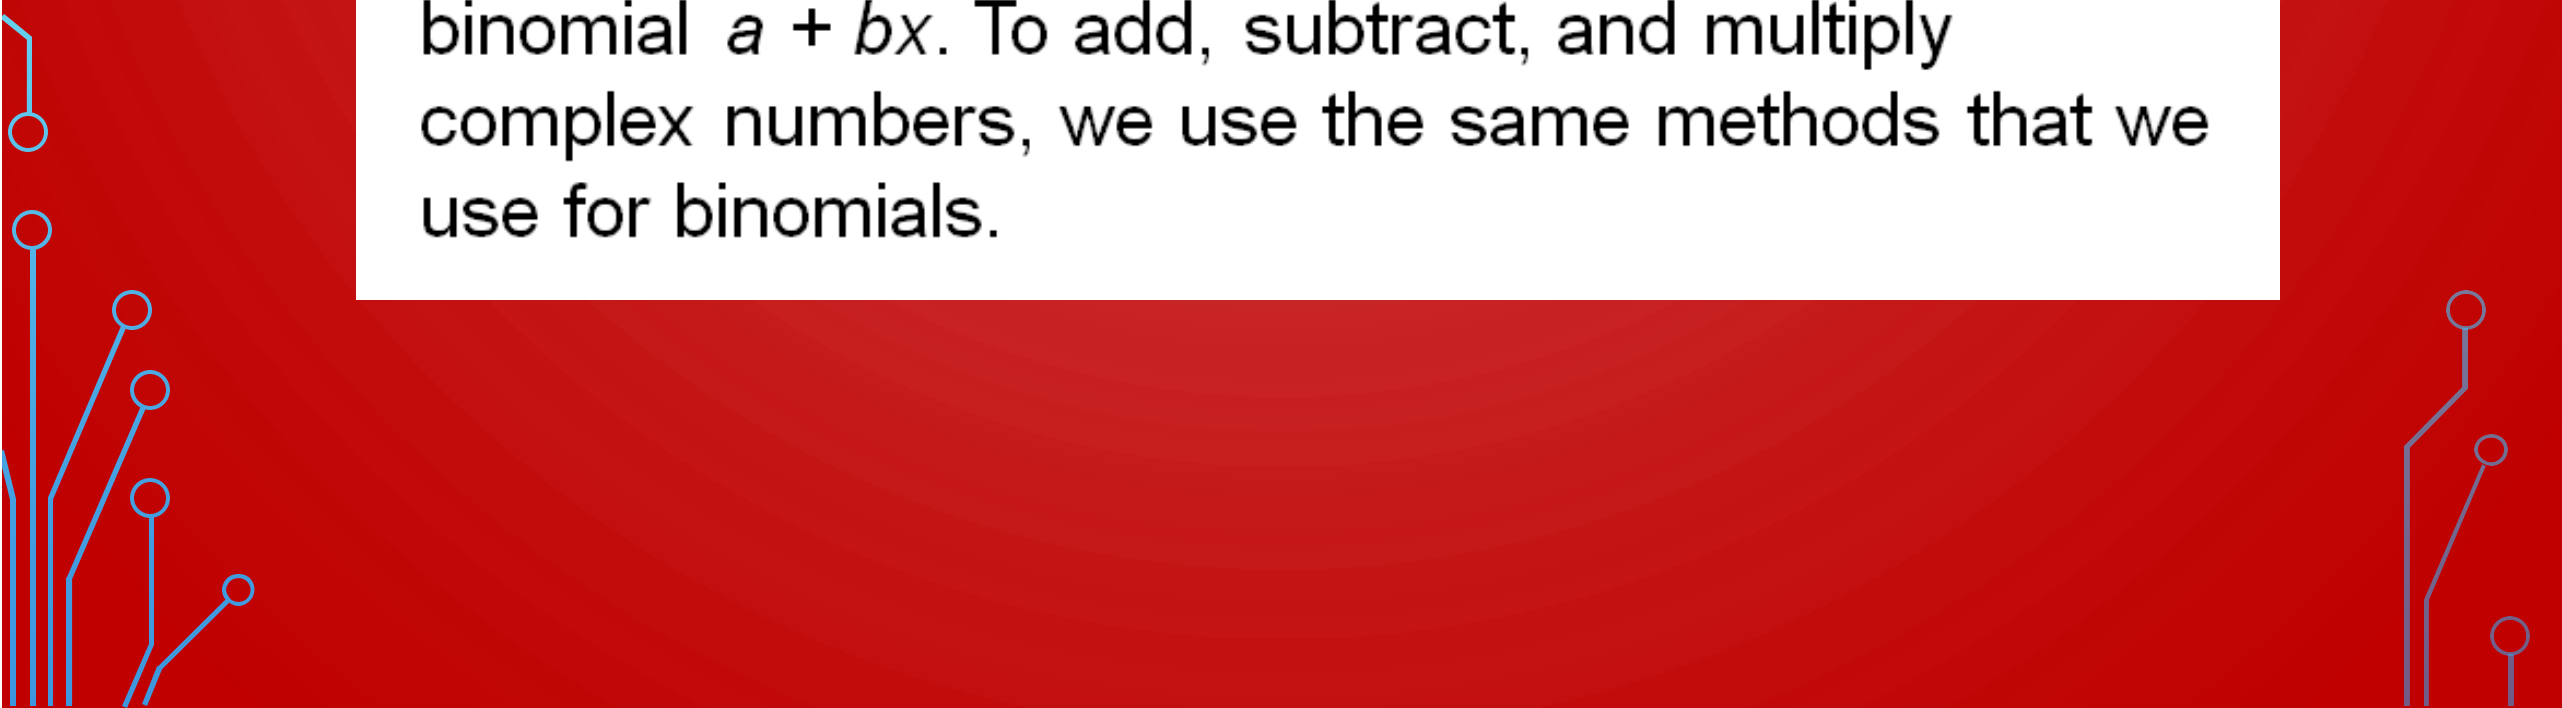 binomial a + bx. To add, subtract, and multiply
complex numbers, we use the same methods that we
use for binomials.